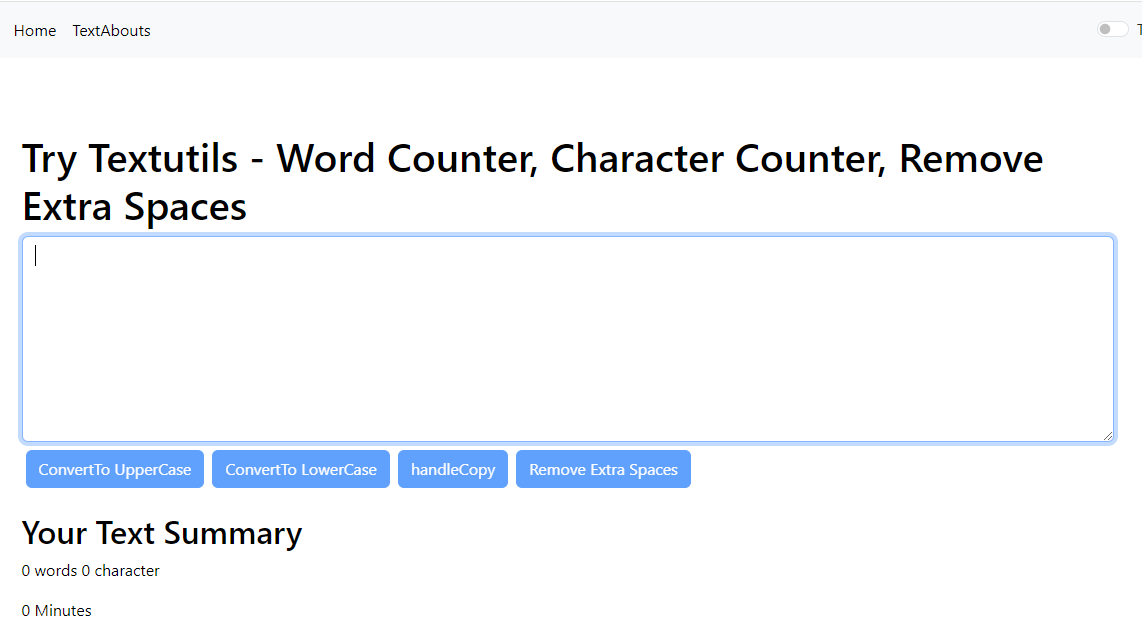 Home TextAbouts
Try Textutils - Word Counter, Character Counter, Remove
Extra Spaces
ConvertTo UpperCase ConvertTo LowerCase handleCopy Remove Extra Spaces
Your Text Summary
0 words 0 character
0 Minutes